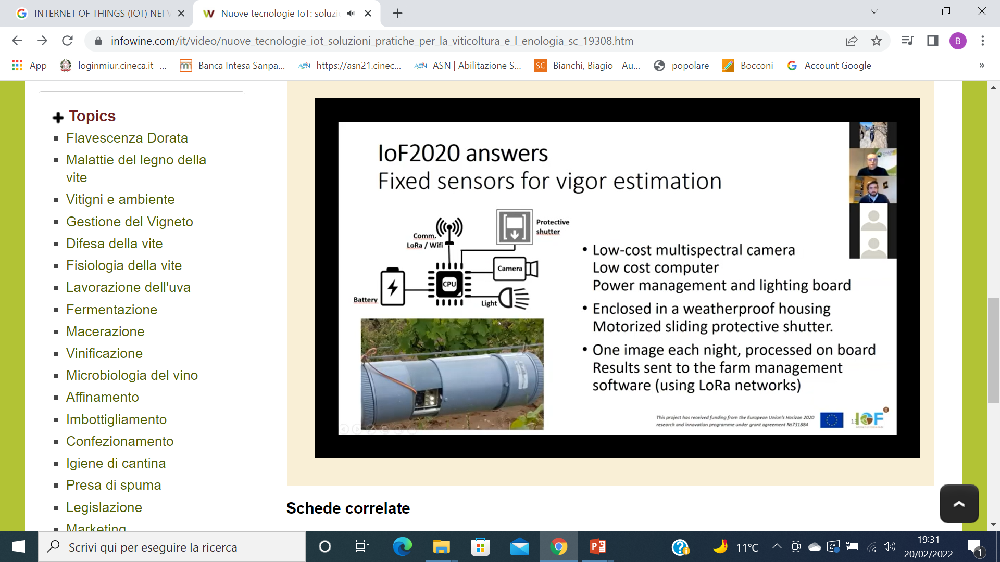 INTERNET OF THINGS (IOT) NEI V
Nuove tecnologie IoT: soluzi
infowine.com/it/video/nuove_tecnologie_iot_soluzioni_pratiche_per_la_viticoltura_e_l_enologia_sc_19308.htm
B
App
loginmiur.cineca.it -...
Banca Intesa Sanpa...
https://asn21.cinec...
ASN | Abilitazione S...
SC Bianchi, Biagio - Au...
popolare
Bocconi
Account Google
»
Topics
Flavescenza Dorata
Malattie del legno della
vite
Vitigni e ambiente
Gestione del Vigneto
Difesa della vite
Fisiologia della vite
Lavorazione dell'uva
Fermentazione
Macerazione
Vinificazione
Microbiologia del vino
Affinamento
Imbottigliamento
Confezionamento
Igiene di cantina
Presa di spuma
Legislazione
Marketing
IoF2020 answers
Fixed sensors for vigor estimation
Comm.
LoRa / Wifi
Protective
shutter
Camera
CPU
Battery
Light
• Low-cost multispectral camera
Low cost computer
Power management and lighting board
• Enclosed in a weatherproof housing
Motorized sliding protective shutter.
• One image each night, processed on board
Results sent to the farm management
software (using LoRa networks)
This project has received funding from the European Union's Horizon 2020
research and innovation programme under grant agreement №731884
13
IOF
Schede correlate
Scrivi qui per eseguire la ricerca
11°C
19:31
20/02/2022
1